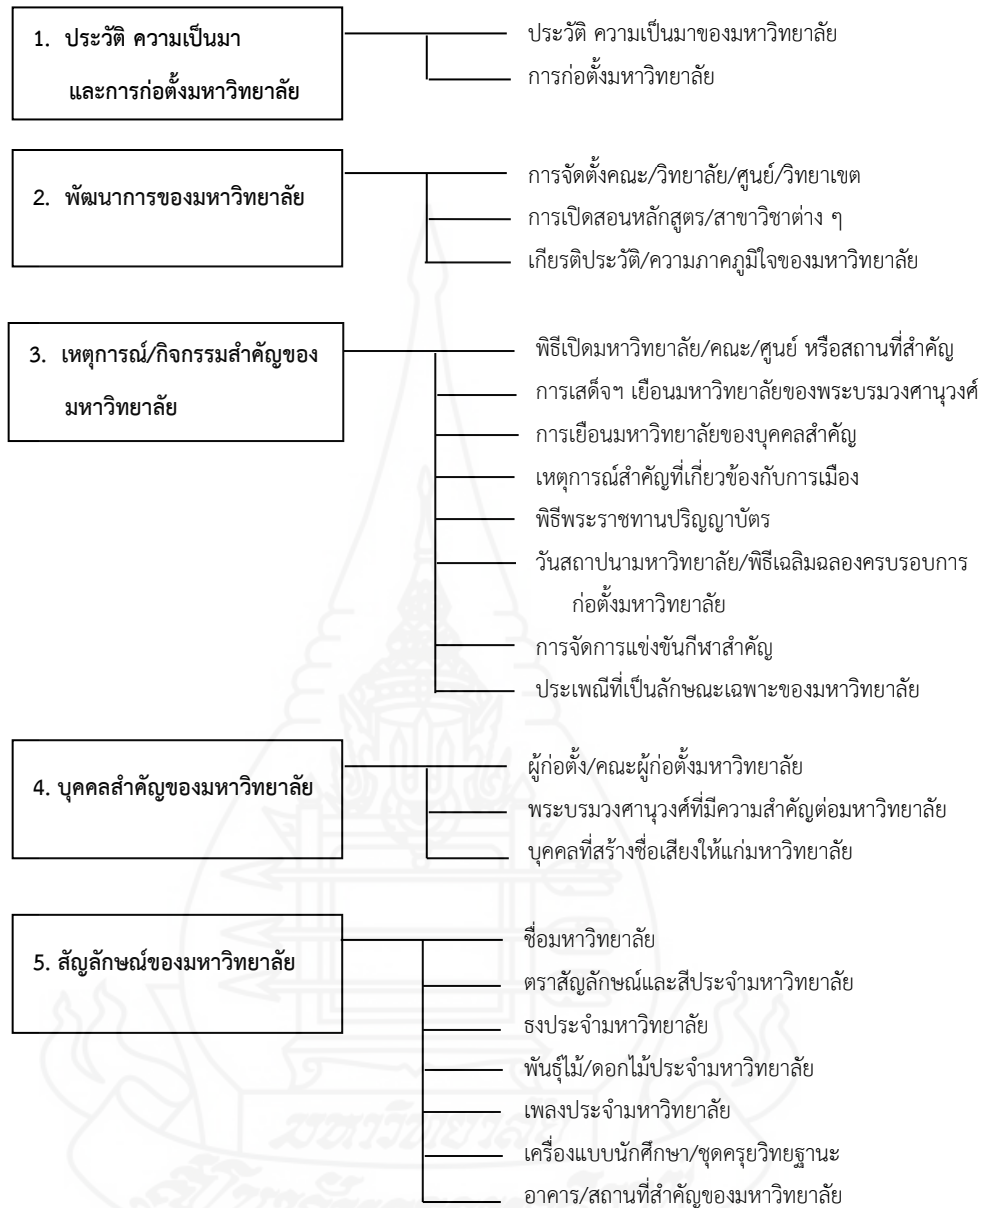 1. ประวัติ ความเป็นมา
และการก่อตั้งมหาวิทยาลัย
ประวัติ ความเป็นมาของมหาวิทยาลัย
การก่อตั้งมหาวิทยาลัย
2. พัฒนาการของมหาวิทยาลัย
การจัดตั้งคณะ/วิทยาลัย/ศูนย์/วิทยาเขต
การเปิดสอนหลักสูตร/สาขาวิชาต่าง ๆ
เกียรติประวัติ/ความภาคภูมิใจของมหาวิทยาลัย
3. เหตุการณ์/กิจกรรมสำคัญของ
มหาวิทยาลัย
พิธีเปิดมหาวิทยาลัย/คณะ/ศูนย์ หรือสถานที่สำคัญ
การเสด็จฯ เยือนมหาวิทยาลัยของพระบรมวงศานุวงศ์
การเยือนมหาวิทยาลัยของบุคคลสำคัญ
เหตุการณ์สำคัญที่เกี่ยวข้องกับการเมือง
พิธีพระราชทานปริญญาบัตร
วันสถาปนามหาวิทยาลัย/พิธีเฉลิมฉลองครบรอบการ
ก่อตั้งมหาวิทยาลัย
การจัดการแข่งขันกีฬาสำคัญ
ประเพณีที่เป็นลักษณะเฉพาะของมหาวิทยาลัย
4. บุคคลสำคัญของมหาวิทยาลัย
ผู้ก่อตั้ง/คณะผู้ก่อตั้งมหาวิทยาลัย
พระบรมวงศานุวงศ์ที่มีความสำคัญต่อมหาวิทยาลัย
บุคคลที่สร้างชื่อเสียงให้แก่มหาวิทยาลัย
5. สัญลักษณ์ของมหาวิทยาลัย
ชื่อมหาวิทยาลัย
ตราสัญลักษณ์และสีประจำมหาวิทยาลัย
ธงประจำมหาวิทยาลัย
พันธุ์ไม้/ดอกไม้ประจำมหาวิทยาลัย
เพลงประจำมหาวิทยาลัย
เครื่องแบบนักศึกษา/ชุดครุยวิทยฐานะ
อาคาร/สถานที่สำคัญของมหาวิทยาลัย
มหาวิทยาลัย